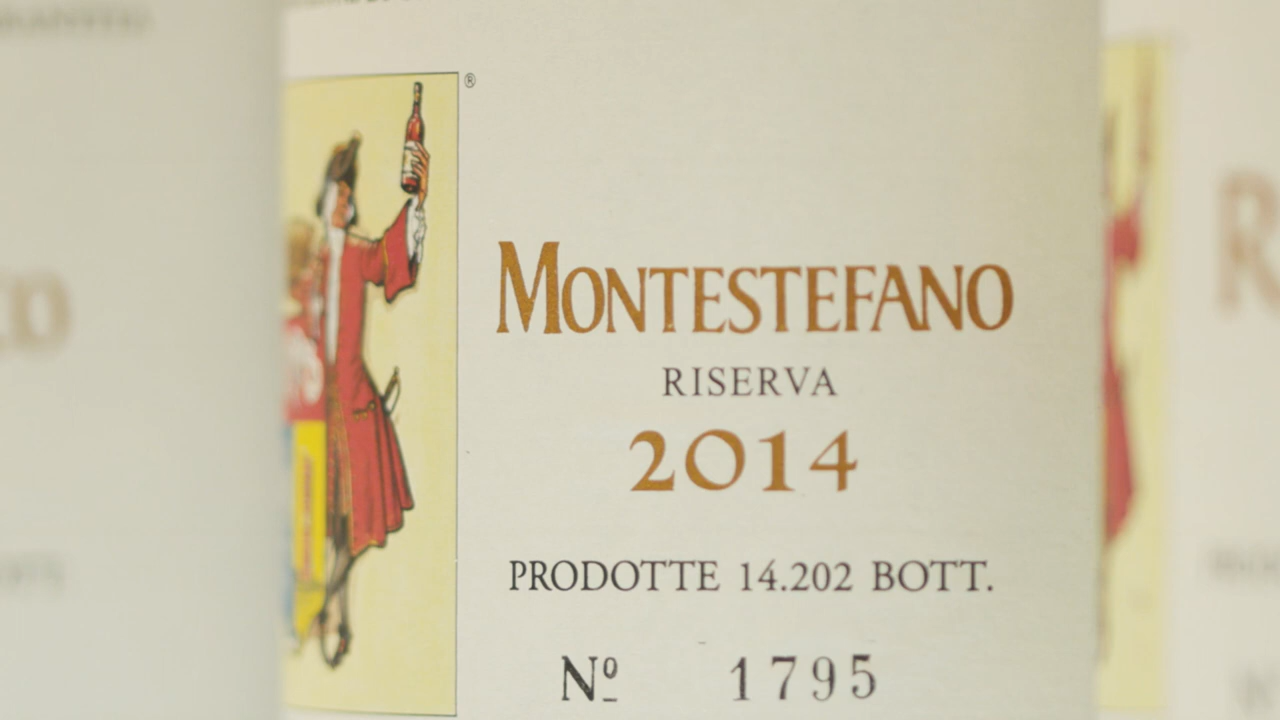 ®
MONTESTEFANO
RISERVA
2014
PRODOTTE 14.202 BOTT.
Nº 1795